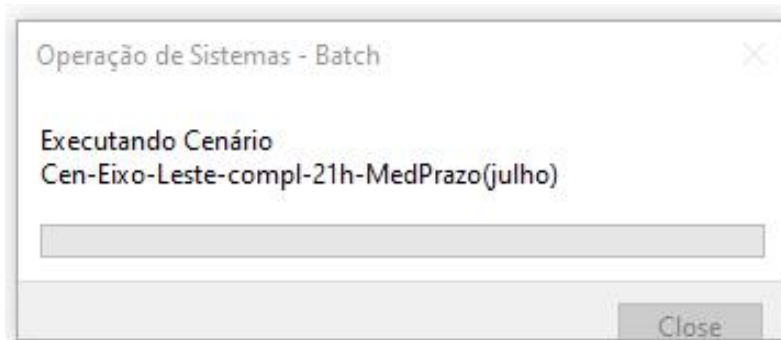 Operação de Sistemas - Batch
Executando Cenário
Cen-Eixo-Leste-compl-21h-MedPrazo(julho)
Close